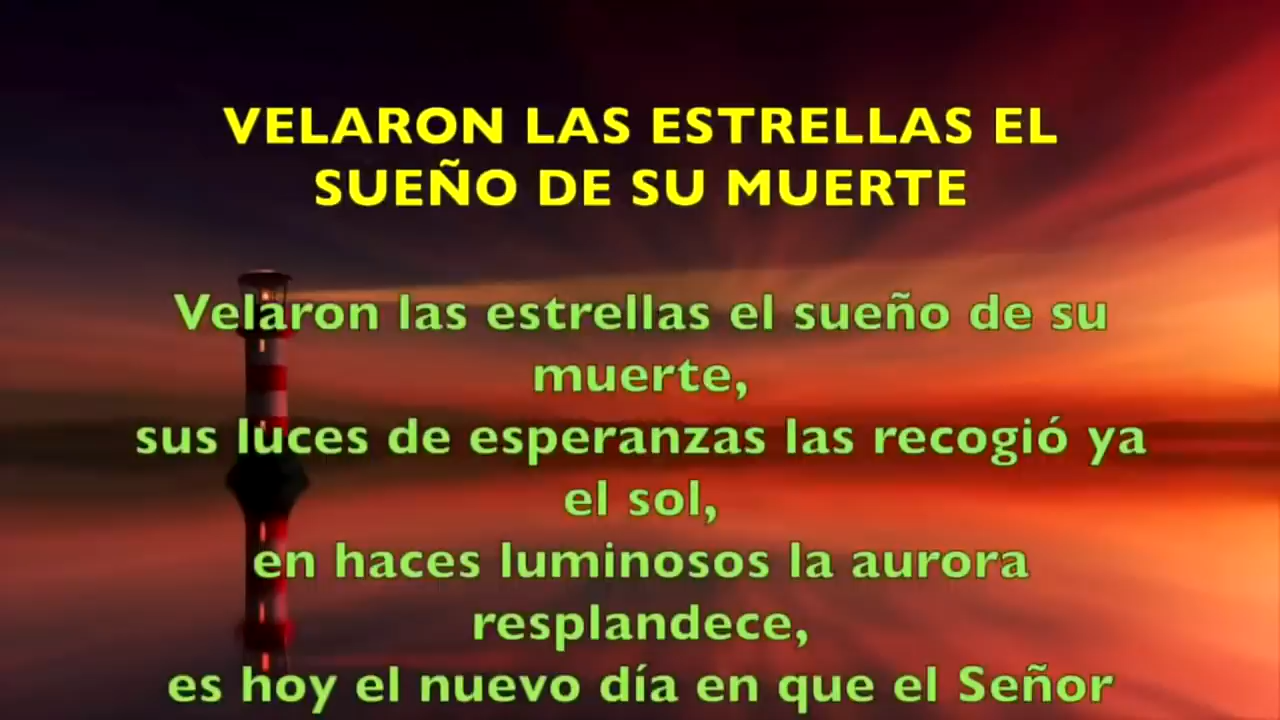 VELARON LAS ESTRELLAS EL
SUEÑO DE SU MUERTE
Velaron las estrellas el sueño de su
muerte,
sus luces de esperanzas las recogió ya
el sol,
en haces luminosos la aurora
resplandece,
es hoy el nuevo día en que el Señor